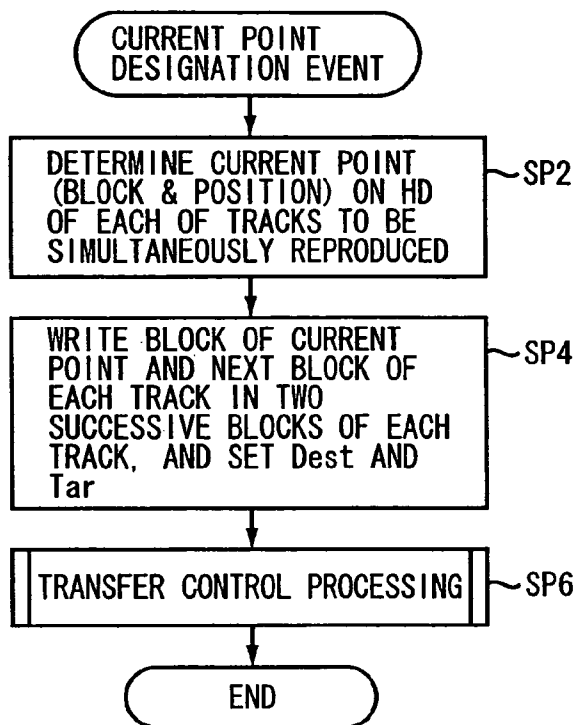 CURRENT POINT
DESIGNATION EVENT
DETERMINE CURRENT POINT
(BLOCK & POSITION) ON HD
OF EACH OF TRACKS TO BE
SIMULTANEOUSLY REPRODUCED
SP2
WRITE BLOCK OF CURRENT
POINT AND NEXT BLOCK OF
EACH TRACK IN TWO
SUCCESSIVE BLOCKS OF EACH
TRACK, AND SET Dest AND
Tar
SP4
TRANSFER CONTROL PROCESSING
SP6
END